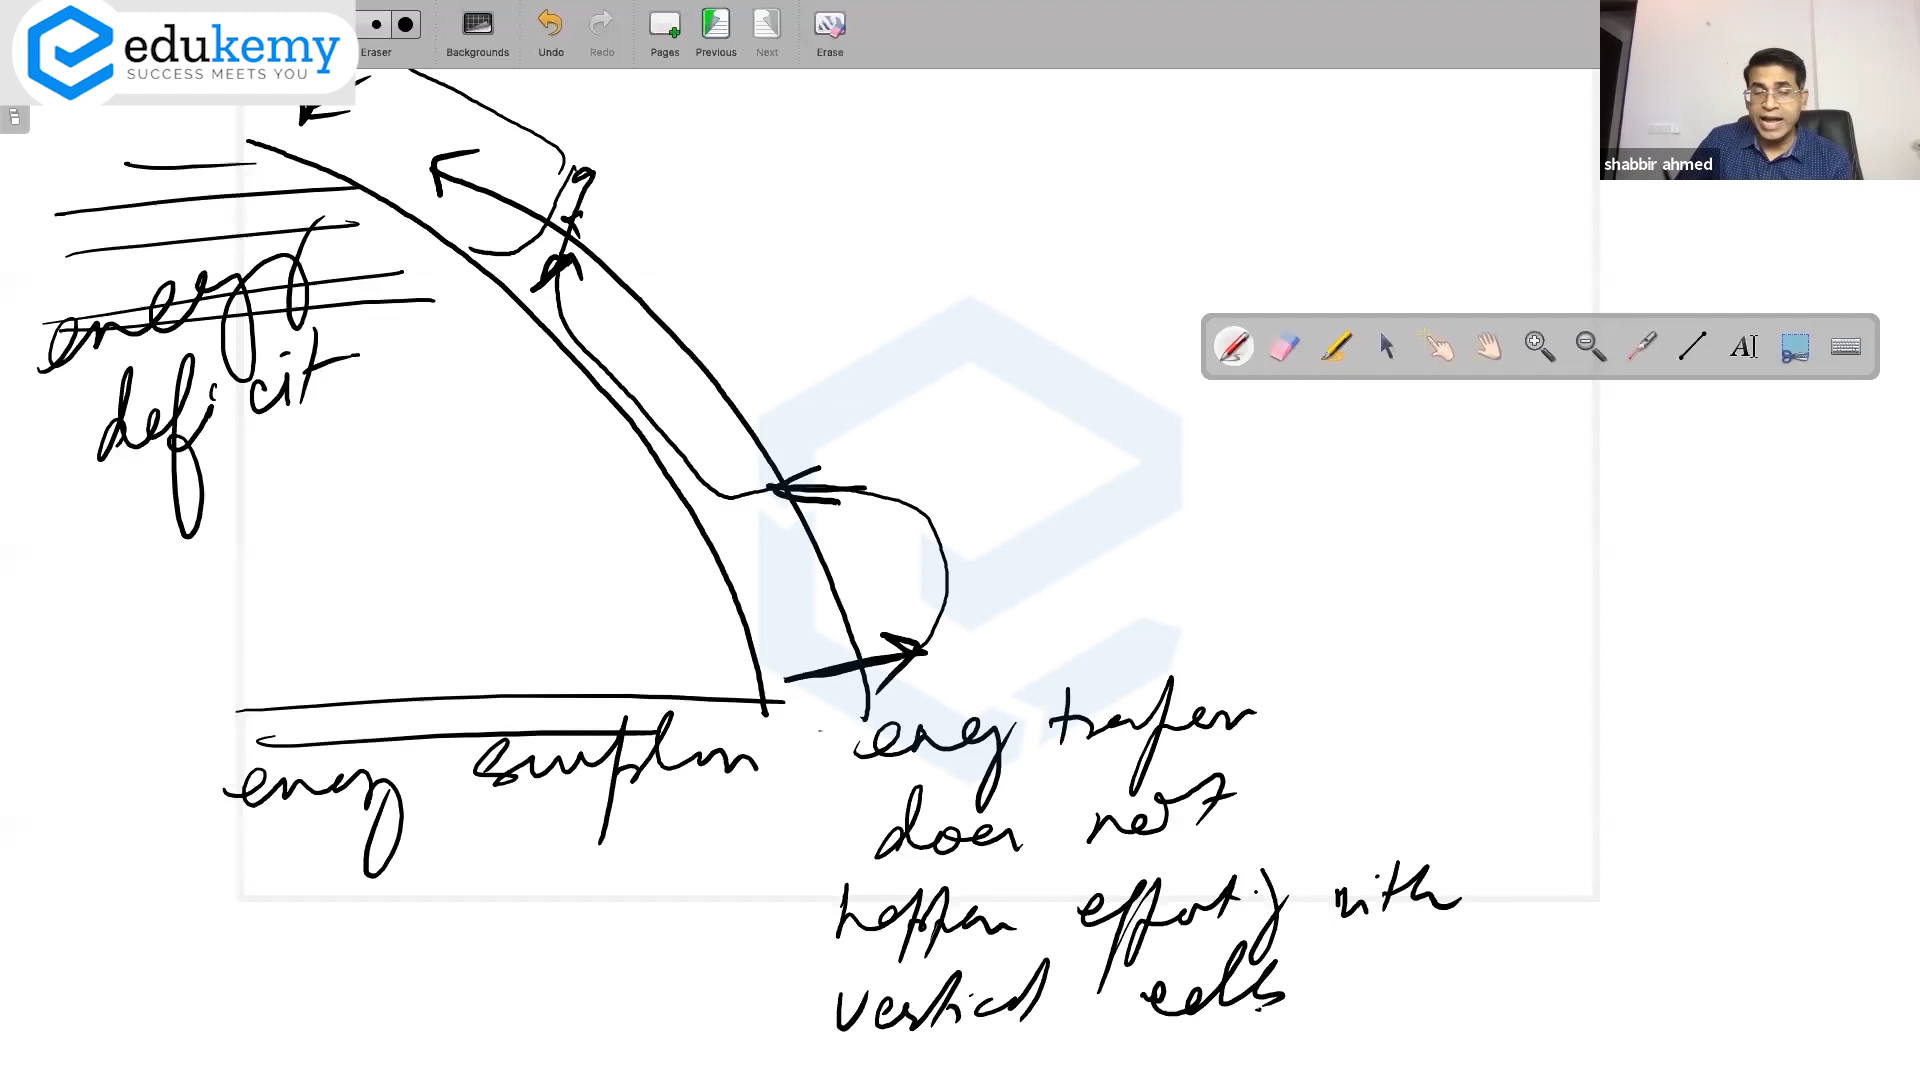 edukemy
SUCCESS MEETS YOU
Eraser
Backgrounds
Undo
Redo
Pages
Previous
Next
Erase
shabbir ahmed
energy
deficit
energy surplus
energy transfer
does not
happen with
vertical cells